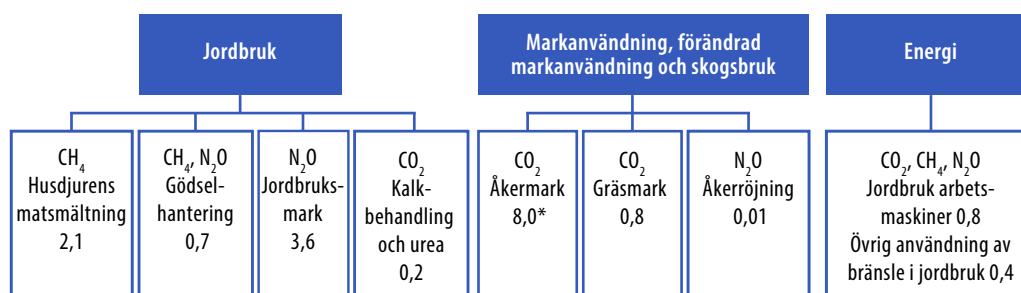 Jordbruk
Markanvändning, förändrad
markanvändning och skogsbruk
Energi
CH₄
Husdjurens
matsmältning
2,1
CH₄, N₂O
Gödsel-
hantering
0,7
N₂O
Jordbruks-
mark
3,6
CO₂
Kalk-
behandling
och urea
0,2
CO₂
Åkermark
8,0*
CO₂
Gräsmark
0,8
N₂O
Åkerröjning
0,01
CO₂, CH₄, N₂O
Jordbruk arbets-
maskiner 0,8
Övrig användning av
bränsle i jordbruk 0,4